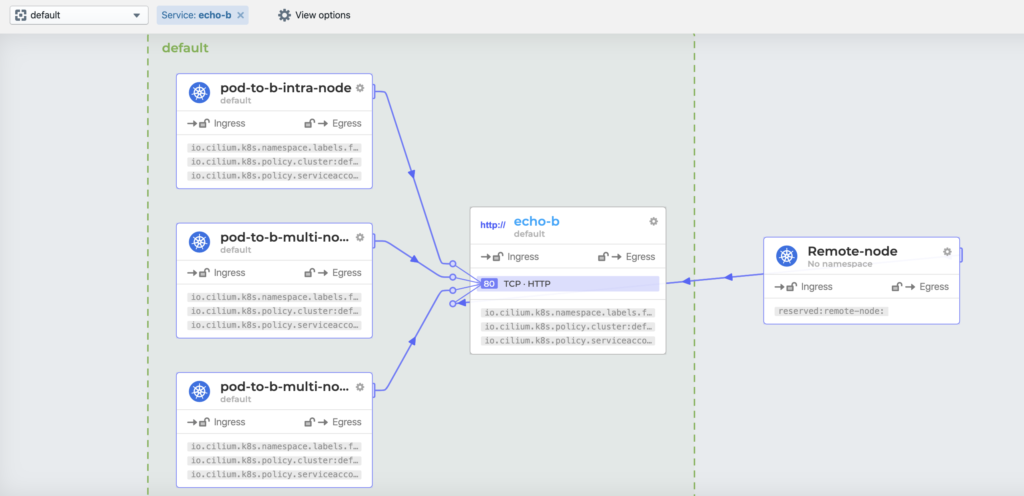 default
Service: echo-b ×
View options
default
pod-to-b-intra-node
default
Ingress
Egress
io.cilium.k8s.namespace.labels.f…
io.cilium.k8s.policy.cluster:def…
io.cilium.k8s.policy.serviceacco…
pod-to-b-multi-no...
default
Ingress
Egress
io.cilium.k8s.namespace.labels.f…
io.cilium.k8s.policy.cluster:def…
io.cilium.k8s.policy.serviceacco…
pod-to-b-multi-no...
default
Ingress
Egress
io.cilium.k8s.namespace.labels.f…
io.cilium.k8s.policy.cluster:def…
io.cilium.k8s.policy.serviceacco…
http://
echo-b
default
Ingress
Egress
80 TCP · HTTP
io.cilium.k8s.namespace.labels.f…
io.cilium.k8s.policy.cluster:def…
io.cilium.k8s.policy.serviceacco…
Remote-node
No namespace
Ingress
Egress
reserved:remote-node: